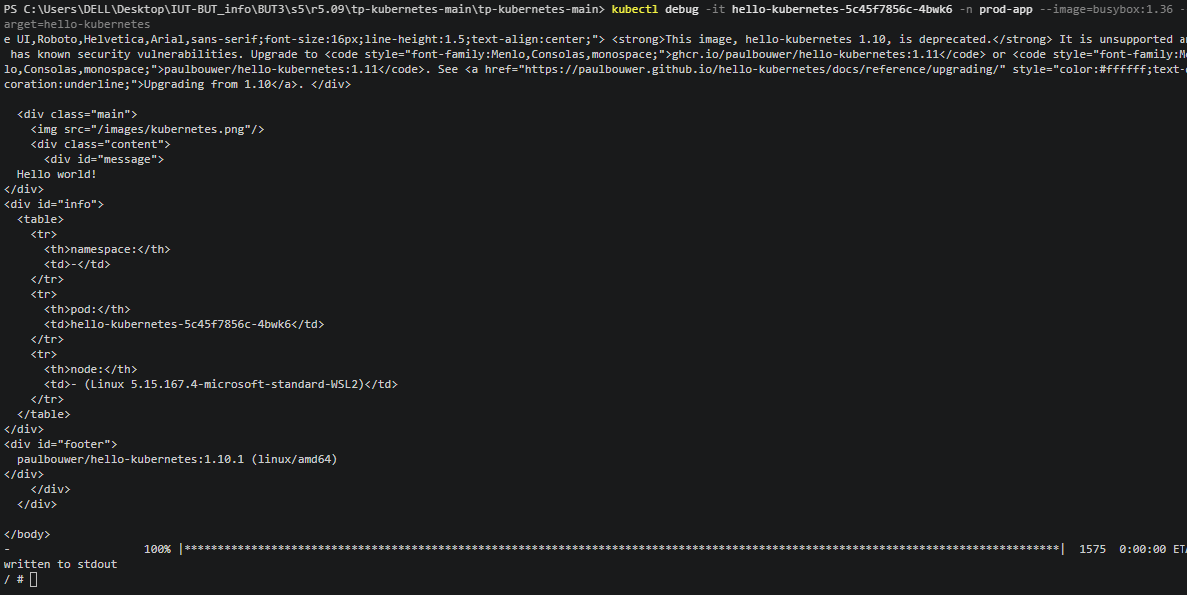 PS C:\Users\DELL\Desktop\IUT-BUT_info\BUT3\s5\r5.09\tp-kubernetes-main\tp-kubernetes-main> kubectl debug -it hello-kubernetes-5c45f7856c-4bwk6 -n prod-app --image=busybox:1.36 -
arget=hello-kubernetes
e UI,Roboto,Helvetica,Arial,sans-serif;font-size:16px;line-height:1.5;text-align:center;"> <strong>This image, hello-kubernetes 1.10, is deprecated.</strong> It is unsupported a
has known security vulnerabilities. Upgrade to <code style="font-family:Menlo,Consolas,monospace;">ghcr.io/paulbouwer/hello-kubernetes:1.11</code> or <code style="font-family:M
lo,Consolas,monospace;">paulbouwer/hello-kubernetes:1.11</code>. See <a href="https://paulbouwer.github.io/hello-kubernetes/docs/reference/upgrading/" style="color:#ffffff;text-
coration:underline;">Upgrading from 1.10</a>. </div>
<div class="main">
<img src="/images/kubernetes.png"/>
<div class="content">
<div id="message">
Hello world!
</div>
<div id="info">
<table>
<tr>
<th>namespace:</th>
<td>-</td>
</tr>
<tr>
<th>pod:</th>
<td>hello-kubernetes-5c45f7856c-4bwk6</td>
</tr>
<tr>
<th>node:</th>
<td>- (Linux 5.15.167.4-microsoft-standard-WSL2)</td>
</tr>
</table>
</div>
<div id="footer">
paulbouwer/hello-kubernetes:1.10.1 (linux/amd64)
</div>
</div>
</div>
</body>
- 100% |************************************************************************************************************************************| 1575 0:00:00 ETA
written to stdout
/ #